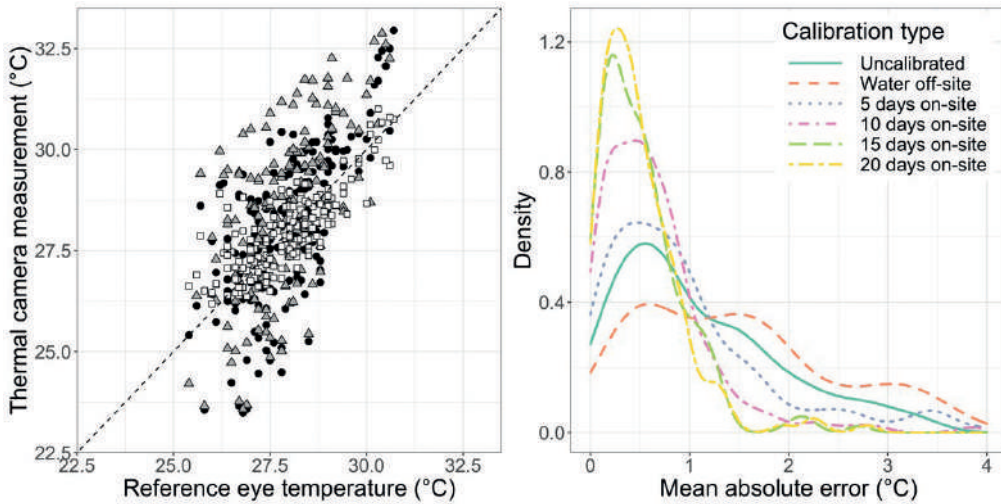 Thermal camera measurement (°C)
32.5
30.0
27.5
25.0
22.5
22.5 25.0 27.5 30.0 32.5
Reference eye temperature (°C)
Density
1.2
0.8
0.4
0.0
0 1 2 3 4
Mean absolute error (°C)
Calibration type
Uncalibrated
Water off-site
5 days on-site
10 days on-site
15 days on-site
20 days on-site